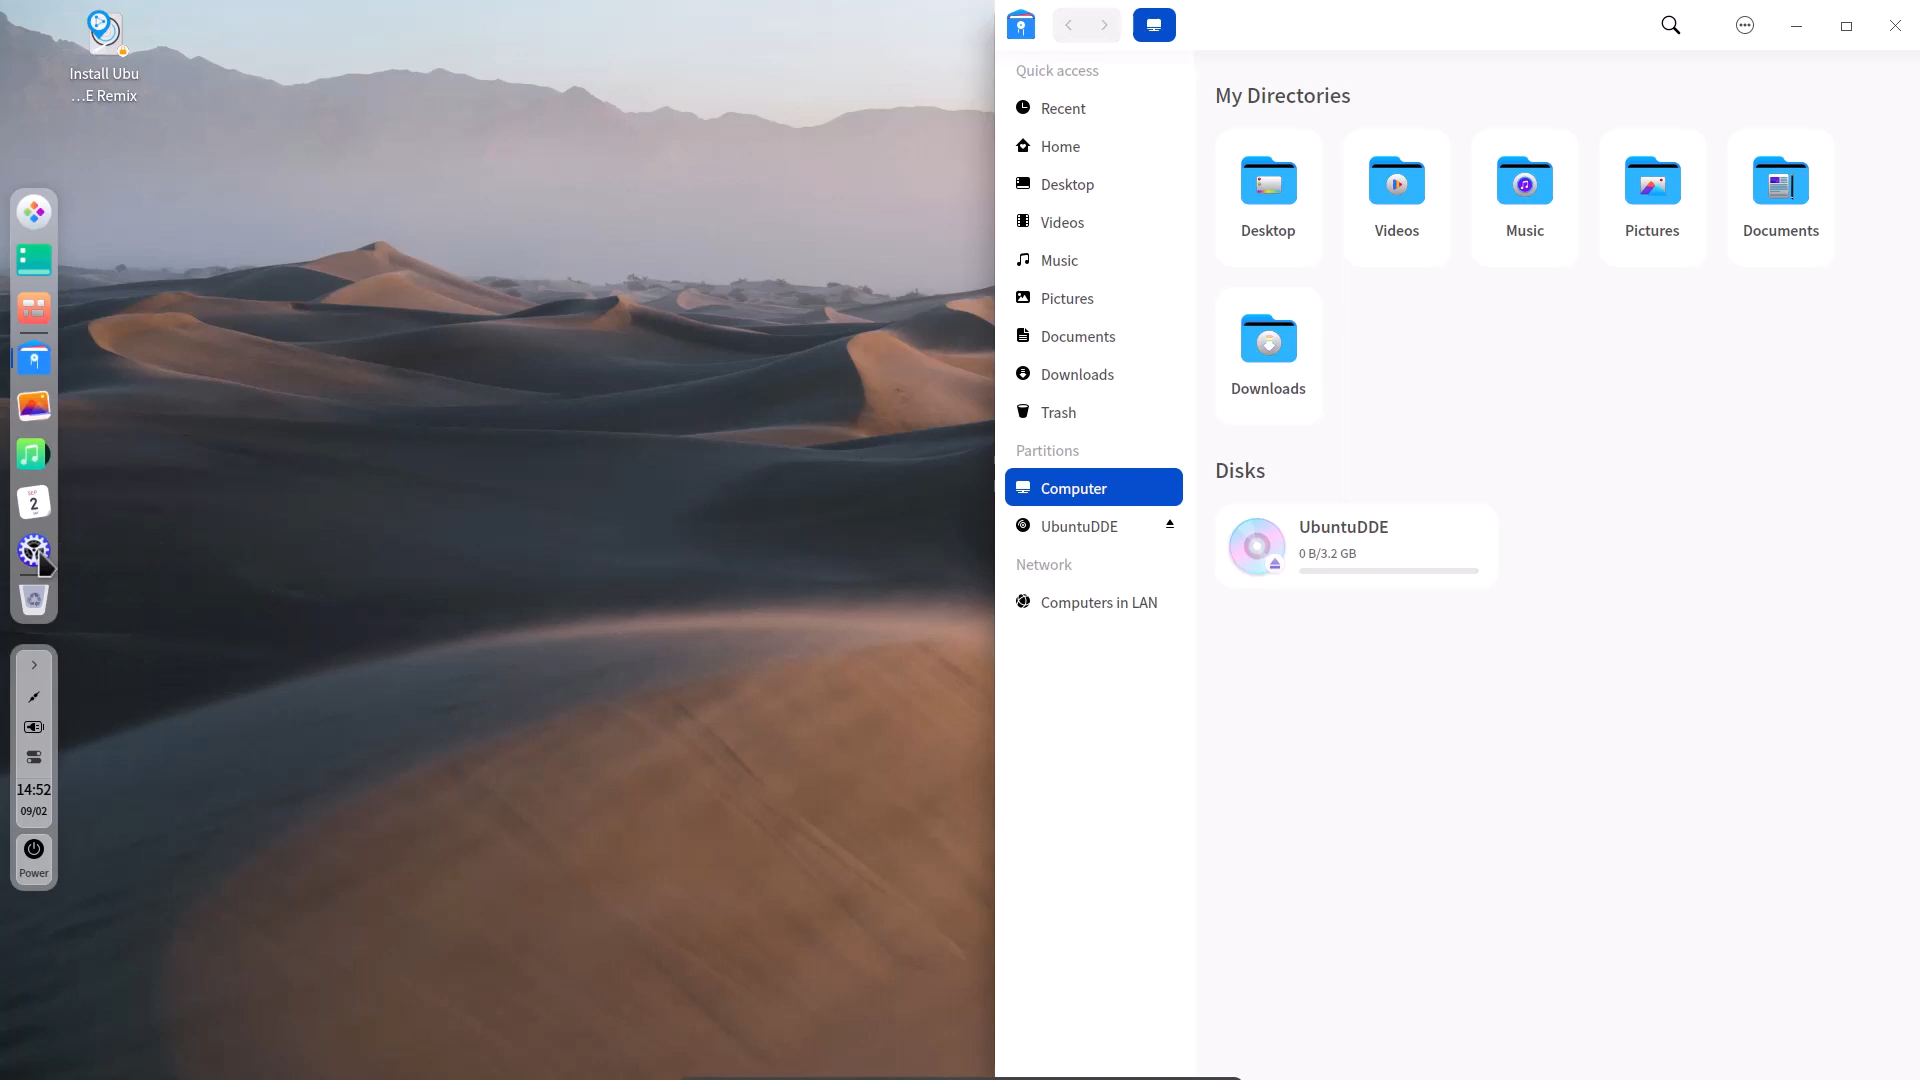 Install Ubu
...E Remix
SEP
2
14:52
09/02
Power
Quick access
Recent
Home
Desktop
Videos
Music
Pictures
Documents
Downloads
Trash
Partitions
Computer
UbuntuDDE
Network
Computers in LAN
My Directories
Desktop
Videos
Music
Pictures
Documents
Downloads
Disks
UbuntuDDE
0 B/3.2 GB